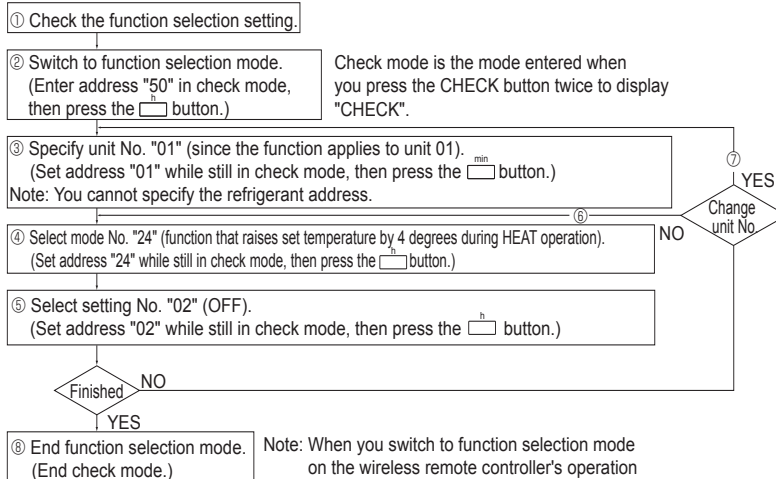 ① Check the function selection setting.
② Switch to function selection mode.
(Enter address "50" in check mode,
then press the h button.)
Check mode is the mode entered when
you press the CHECK button twice to display
"CHECK".
③ Specify unit No. "01" (since the function applies to unit 01).
(Set address "01" while still in check mode, then press the min button.)
Note: You cannot specify the refrigerant address.
⑦
YES
Change
unit No.
⑥
NO
④ Select mode No. "24" (function that raises set temperature by 4 degrees during HEAT operation).
(Set address "24" while still in check mode, then press the h button.)
⑤ Select setting No. "02" (OFF).
(Set address "02" while still in check mode, then press the h button.)
Finished
NO
YES
⑧ End function selection mode.
(End check mode.)
Note: When you switch to function selection mode
on the wireless remote controller's operation